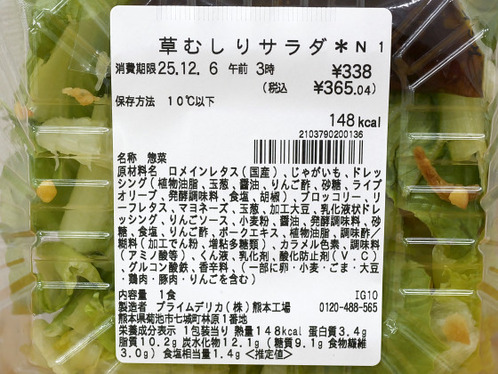 草むしりサラダ*N 1
消費期限25.12. 6 午前 3時 ¥338
(税込 ¥365.04)
保存方法 10℃以下
148kcal
2103790200136
名称 惣菜
原材料名 ロメインレタス(国産)、じゃがいも、ドレ
ッシング(植物油脂、玉葱、醤油、りんご酢、砂糖、ライプ
オリーブ、発酵調味料、食塩、胡椒)、ブロッコリー、リ
ーフレタス、マヨネーズ、玉葱、加工大豆、乳化液状ドレ
ッシング、りんご酢、パン、小麦粉、醤油、発酵調味料、砂
糖、食塩、りんご酢、ポークエキス、植物油脂、調味酢/
糊料(加工でん粉、増粘多糖類)、カラメル色素、調味料
(アミノ酸等)、くん液、乳化剤、酸化防止剤(V.C)、
グルコン酸鉄、香辛料、(一部に卵・小麦・ごま・大豆
・鶏肉・豚肉・りんごを含む)
内容量 1食 IG10
製造者 プライムデリカ(株)熊本工場 0120-488-565
熊本県菊池市七城町林原1番地
栄養成分表示 1包装当り 熱量148kcal 蛋白質3.4g
脂質10.2g 炭水化物12.1g (糖質9.1g 食物繊維
3.0g) 食塩相当量1.4g <推定値>